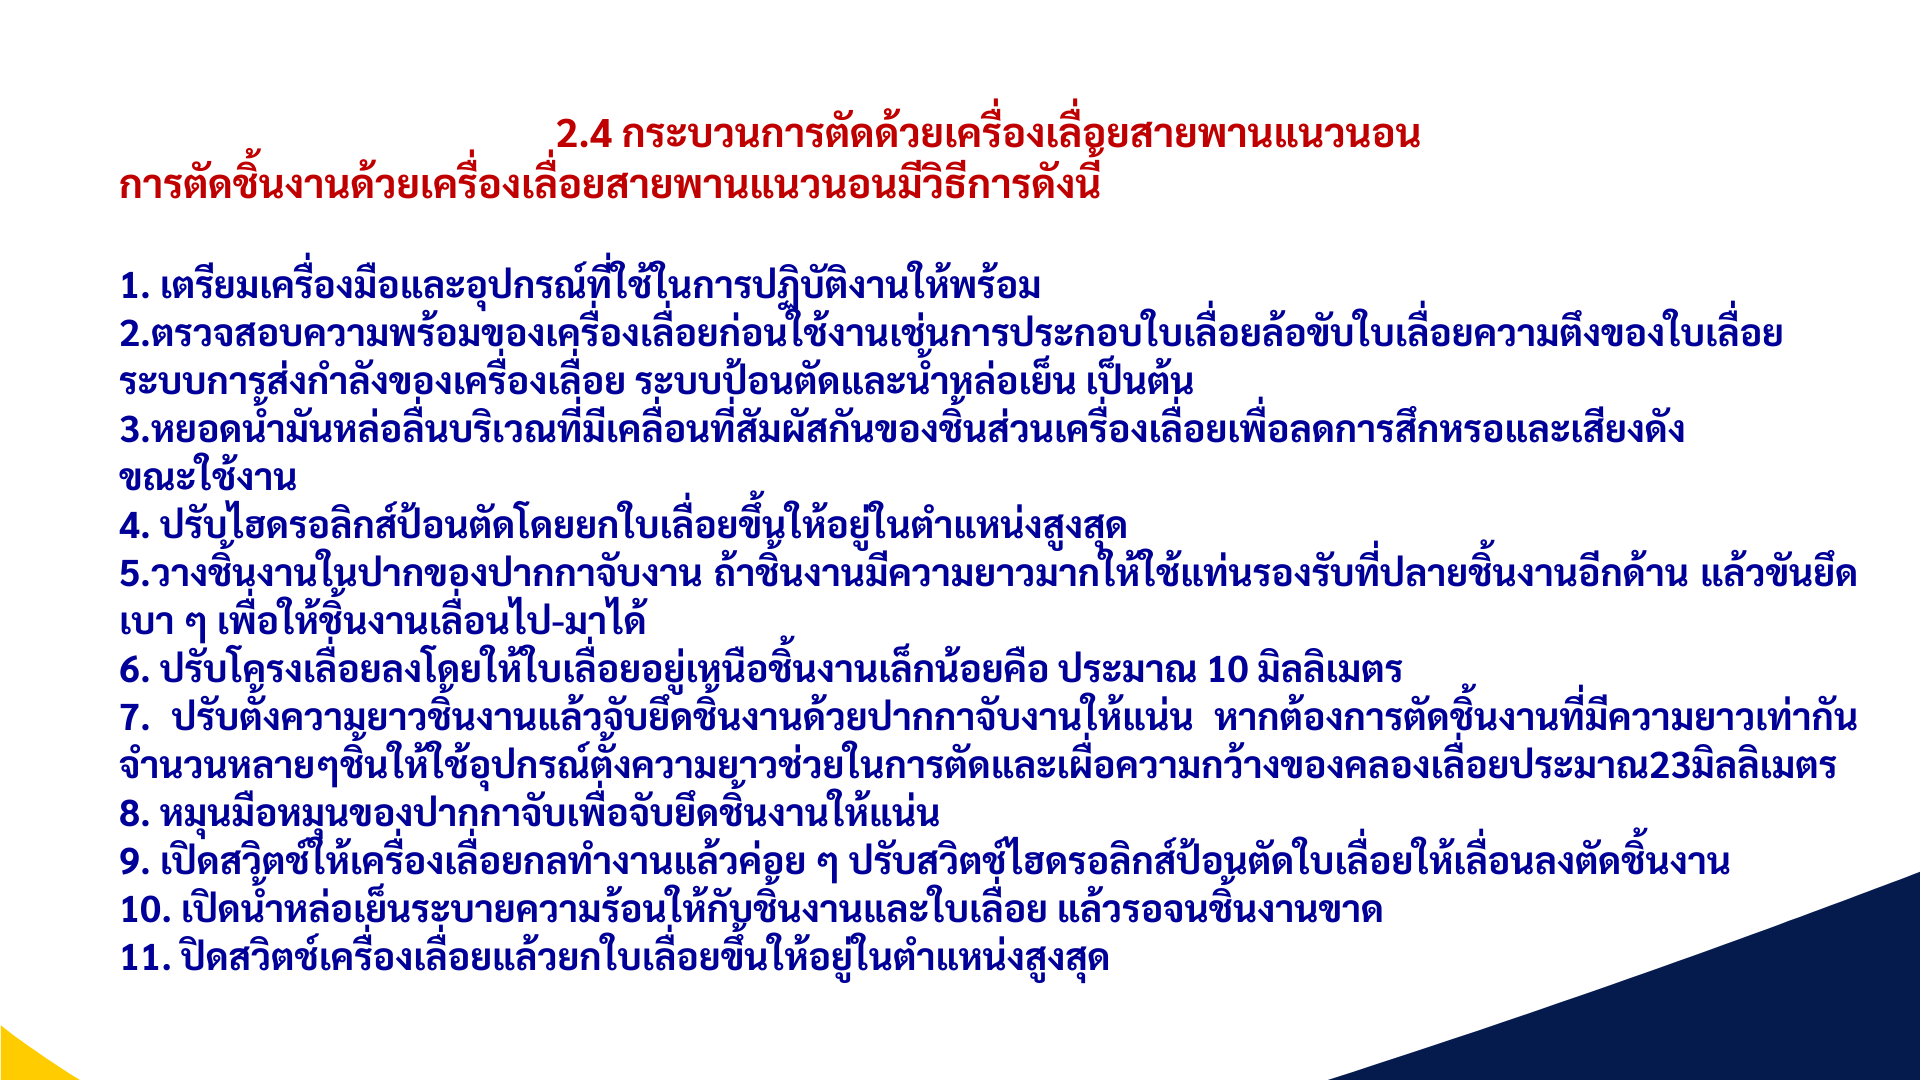 2.4 กระบวนการตัดด้วยเครื่องเลื่อยสายพานแนวนอน
การตัดชิ้นงานด้วยเครื่องเลื่อยสายพานแนวนอนมีวิธีการดังนี้
1. เตรียมเครื่องมือและอุปกรณ์ที่ใช้ในการปฏิบัติงานให้พร้อม
2.ตรวจสอบความพร้อมของเครื่องเลื่อยก่อนใช้งานเช่นการประกอบใบเลื่อยล้อขับใบเลื่อยความตึงของใบเลื่อย
ระบบการส่งกำลังของเครื่องเลื่อย ระบบป้อนตัดและน้ำหล่อเย็น เป็นต้น
3.หยอดน้ำมันหล่อลื่นบริเวณที่มีเคลื่อนที่สัมผัสกันของชิ้นส่วนเครื่องเลื่อยเพื่อลดการสึกหรอและเสียงดัง
ขณะใช้งาน
4. ปรับไฮดรอลิกส์ป้อนตัดโดยยกใบเลื่อยขึ้นให้อยู่ในตำแหน่งสูงสุด
5.วางชิ้นงานในปากของปากกาจับงาน ถ้าชิ้นงานมีความยาวมากให้ใช้แท่นรองรับที่ปลายชิ้นงานอีกด้าน แล้วขันยึด
เบา ๆ เพื่อให้ชิ้นงานเลื่อนไป-มาได้
6. ปรับโครงเลื่อยลงโดยให้ใบเลื่อยอยู่เหนือชิ้นงานเล็กน้อยคือ ประมาณ 10 มิลลิเมตร
7. ปรับตั้งความยาวชิ้นงานแล้วจับยึดชิ้นงานด้วยปากกาจับงานให้แน่น หากต้องการตัดชิ้นงานที่มีความยาวเท่ากัน
จำนวนหลายๆชิ้นให้ใช้อุปกรณ์ตั้งความยาวช่วยในการตัดและเผื่อความกว้างของคลองเลื่อยประมาณ23มิลลิเมตร
8. หมุนมือหมุนของปากกาจับเพื่อจับยึดชิ้นงานให้แน่น
9. เปิดสวิตช์ให้เครื่องเลื่อยกลทำงานแล้วค่อย ๆ ปรับสวิตช์ไฮดรอลิกส์ป้อนตัดใบเลื่อยให้เลื่อนลงตัดชิ้นงาน
10. เปิดน้ำหล่อเย็นระบายความร้อนให้กับชิ้นงานและใบเลื่อย แล้วรอจนชิ้นงานขาด
11. ปิดสวิตช์เครื่องเลื่อยแล้วยกใบเลื่อยขึ้นให้อยู่ในตำแหน่งสูงสุด